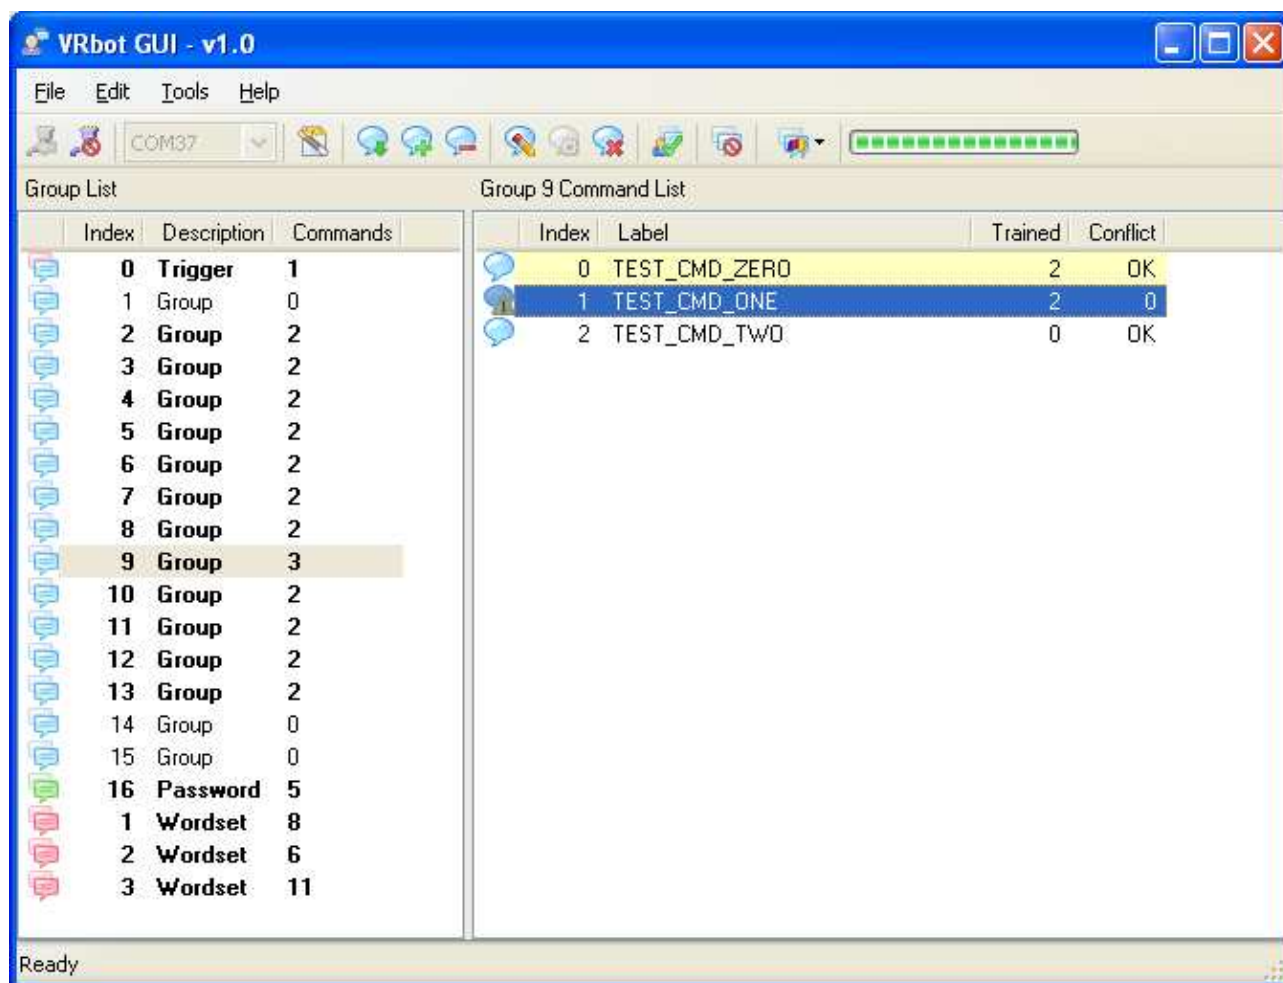 VRbot GUI - v1.0
File Edit Tools Help
COM37
Group List
Index Description Commands
0 Trigger 1
1 Group 0
2 Group 2
3 Group 2
4 Group 2
5 Group 2
6 Group 2
7 Group 2
8 Group 2
9 Group 3
10 Group 2
11 Group 2
12 Group 2
13 Group 2
14 Group 0
15 Group 0
16 Password 5
1 Wordset 8
2 Wordset 6
3 Wordset 11
Group 9 Command List
Index Label Trained Conflict
0 TEST_CMD_ZERO 2 OK
1 TEST_CMD_ONE 2 0
2 TEST_CMD_TWO 0 OK
Ready